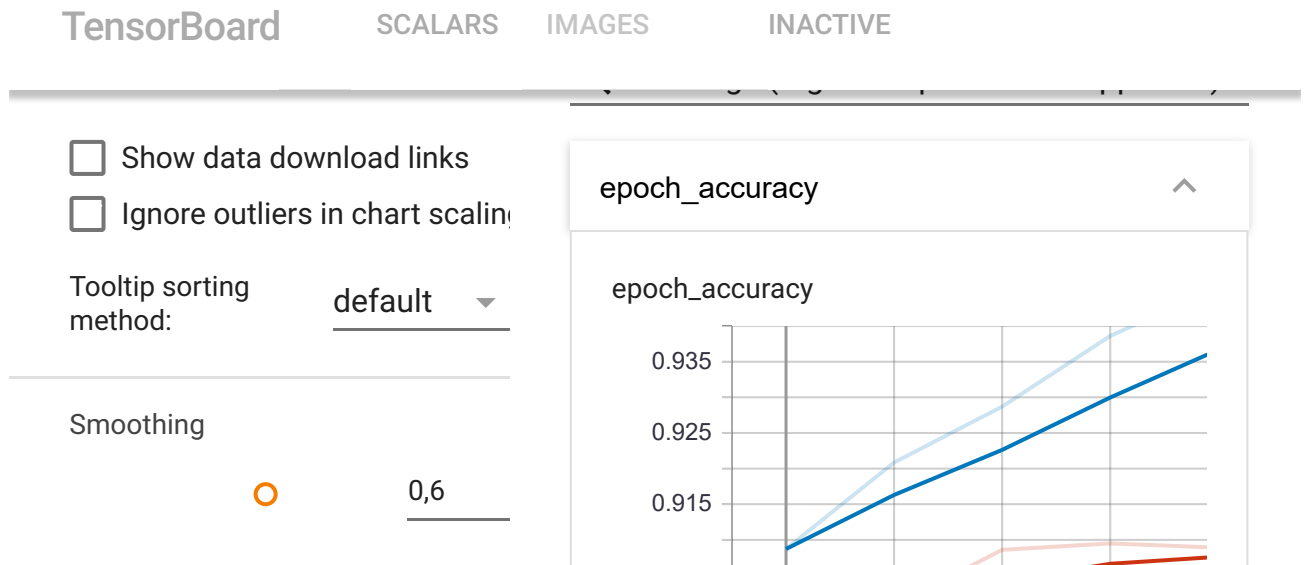 TensorBoard SCALARS IMAGES INACTIVE
Show data download links
Ignore outliers in chart scaling
Tooltip sorting
method:
default
Smoothing
0,6
epoch_accuracy
epoch_accuracy
0.935
0.925
0.915